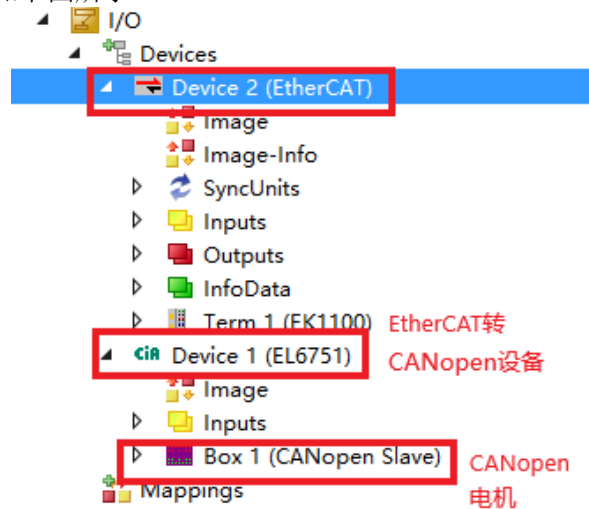 I/O
Devices
Device 2 (EtherCAT)
Image
Image-Info
SyncUnits
Inputs
Outputs
InfoData
Term 1 (EK1100) EtherCAT转
CiA Device 1 (EL6751) CANopen设备
Image
Inputs
Box 1 (CANopen Slave) CANopen
Mappings 电机